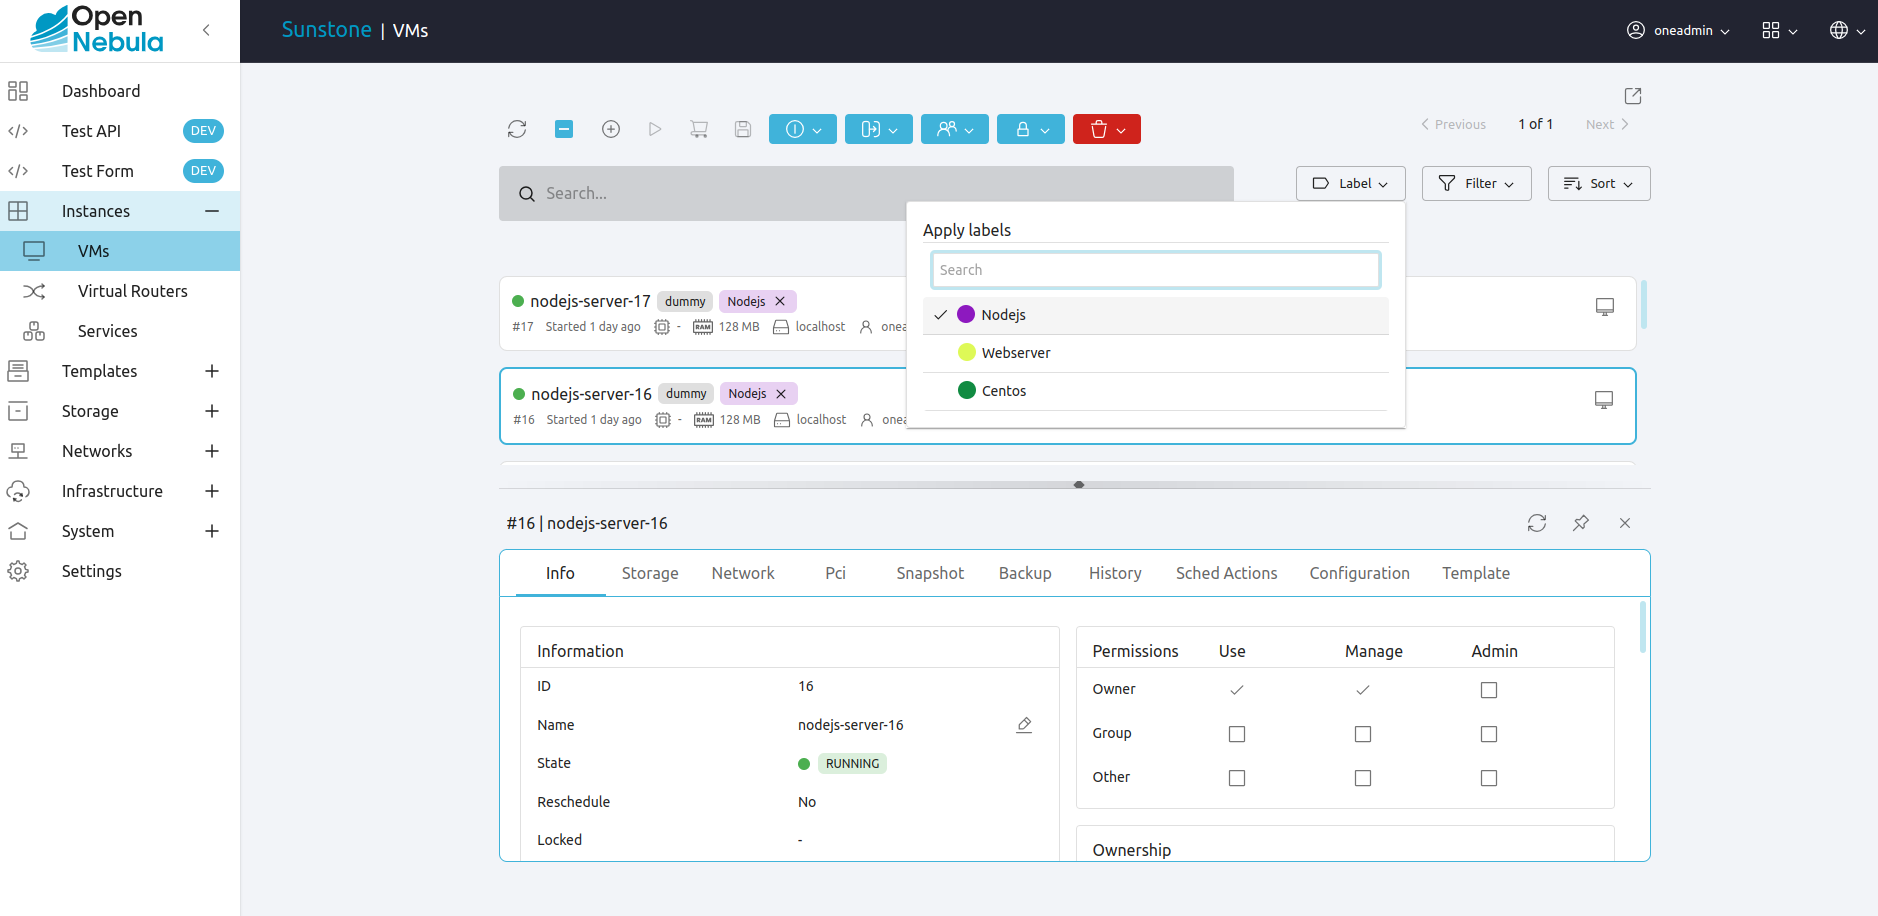 Open
Nebula
Sunstone | VMs
oneadmin
Dashboard
Test API DEV
Test Form DEV
Instances
VMs
Virtual Routers
Services
Templates
Storage
Networks
Infrastructure
System
Settings
Previous 1 of 1 Next
Search...
Label
Filter
Sort
Apply labels
Search
Nodejs
Webserver
Centos
nodejs-server-17 dummy Nodejs
#17 Started 1 day ago - RAM 128 MB localhost onea
nodejs-server-16 dummy Nodejs
#16 Started 1 day ago - RAM 128 MB localhost onea
#16 | nodejs-server-16
Info Storage Network Pci Snapshot Backup History Sched Actions Configuration Template
Information
ID 16
Name nodejs-server-16
State RUNNING
Reschedule No
Locked -
Permissions Use Manage Admin
Owner
Group
Other
Ownership